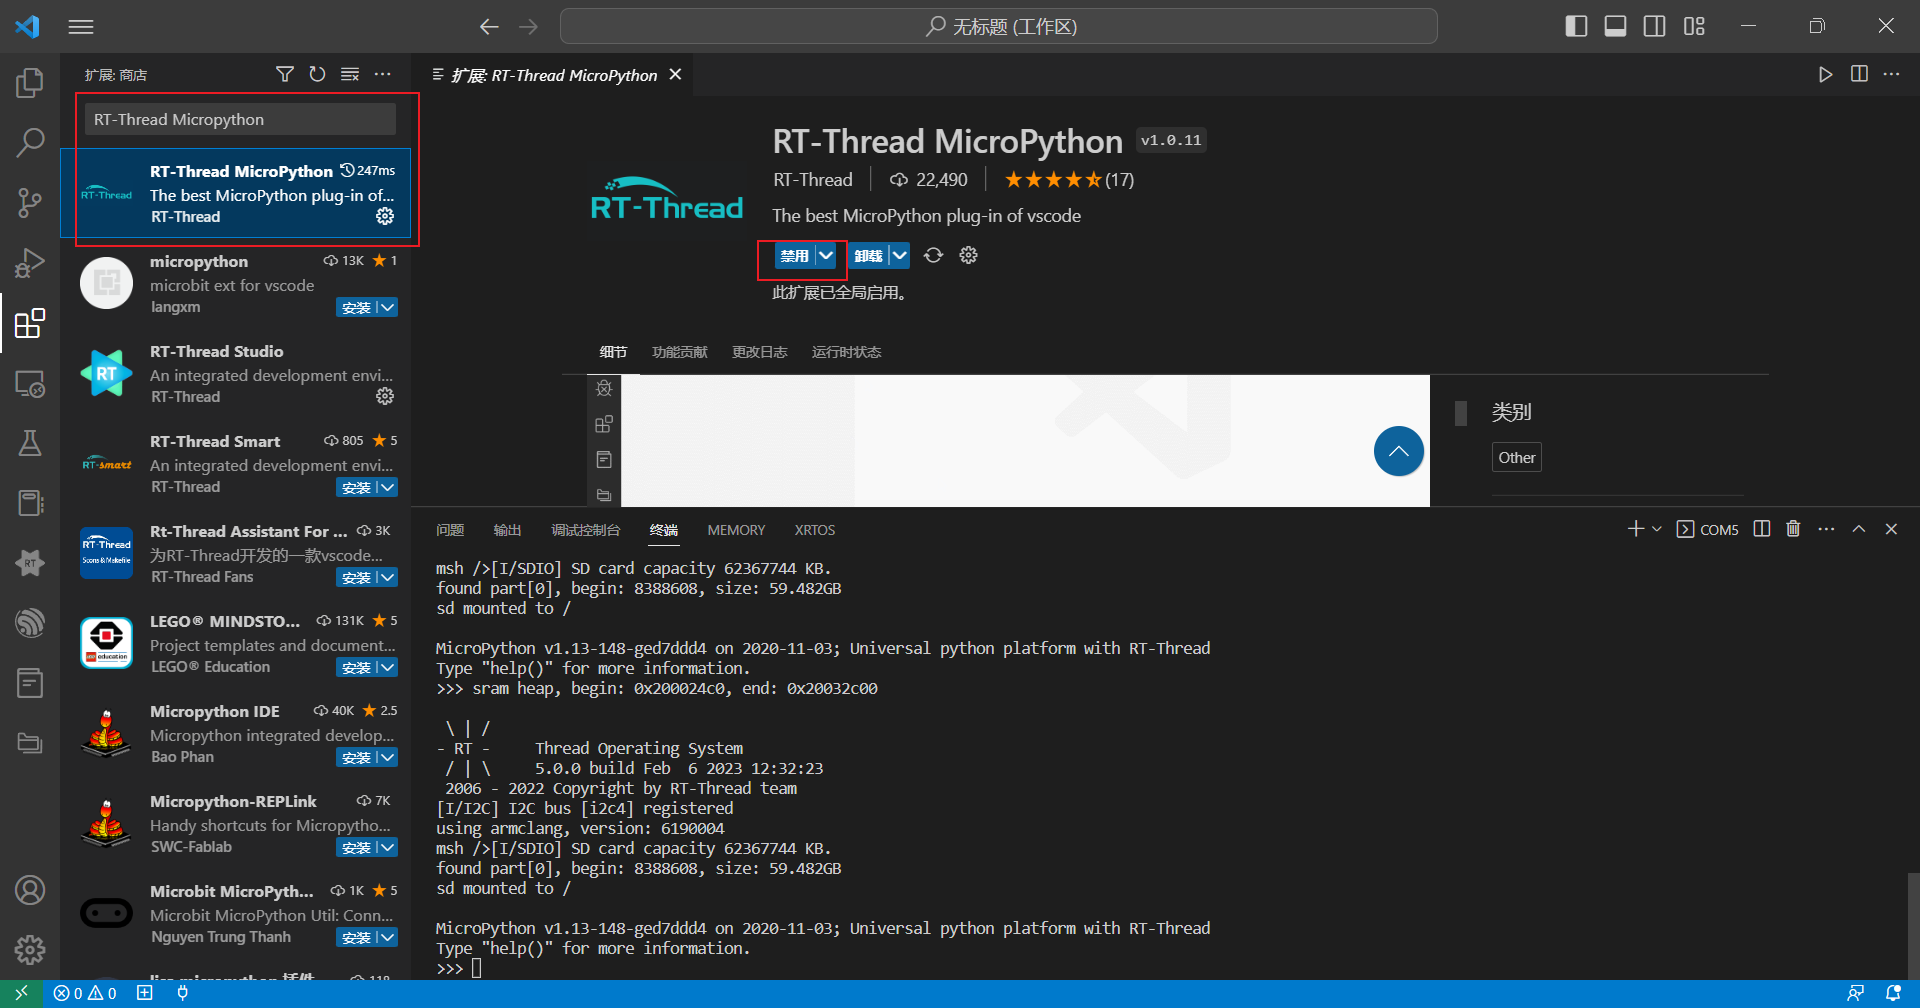 无标题 (工作区)
扩展: 商店
RT-Thread Micropython
RT-Thread MicroPython 247ms
The best MicroPython plug-in of...
RT-Thread
RT-Thread
micropython 13K 1
microbit ext for vscode
langxm
安装
RT-Thread Studio
An integrated development envi...
RT-Thread
RT
RT-Thread Smart 805 5
An integrated development envi...
RT-Thread
安装
RT-smart
Rt-Thread Assistant For ... 3K
为RT-Thread开发的一款vscode...
RT-Thread Fans
安装
RT-Thread
Scons & Makefile
LEGO® MINDSTO... 131K 5
Project templates and document...
LEGO® Education
安装
education
Micropython IDE 40K 2.5
Micropython integrated develop...
Bao Phan
安装
Micropython-REPLink 7K
Handy shortcuts for Micropytho...
SWC-Fablab
安装
Microbit MicroPyth... 1K 5
Microbit MicroPython Util: Conn...
Nguyen Trung Thanh
安装
扩展: RT-Thread MicroPython
RT-Thread
RT-Thread MicroPython v1.0.11
RT-Thread 22,490 (17)
The best MicroPython plug-in of vscode
禁用 卸载
此扩展已全局启用。
细节 功能贡献 更改日志 运行时状态
类别
Other
问题 输出 调试控制台 终端 MEMORY XRTOS COM5
msh />[I/SDIO] SD card capacity 62367744 KB.
found part[0], begin: 8388608, size: 59.482GB
sd mounted to /
MicroPython v1.13-148-ged7ddd4 on 2020-11-03; Universal python platform with RT-Thread
Type "help()" for more information.
>>> sram heap, begin: 0x200024c0, end: 0x20032c00
\ | /
- RT -     Thread Operating System
/ | \     5.0.0 build Feb  6 2023 12:32:23
2006 - 2022 Copyright by RT-Thread team
[I/I2C] I2C bus [i2c4] registered
using armclang, version: 6190004
msh />[I/SDIO] SD card capacity 62367744 KB.
found part[0], begin: 8388608, size: 59.482GB
sd mounted to /
MicroPython v1.13-148-ged7ddd4 on 2020-11-03; Universal python platform with RT-Thread
Type "help()" for more information.
>>>
0 0